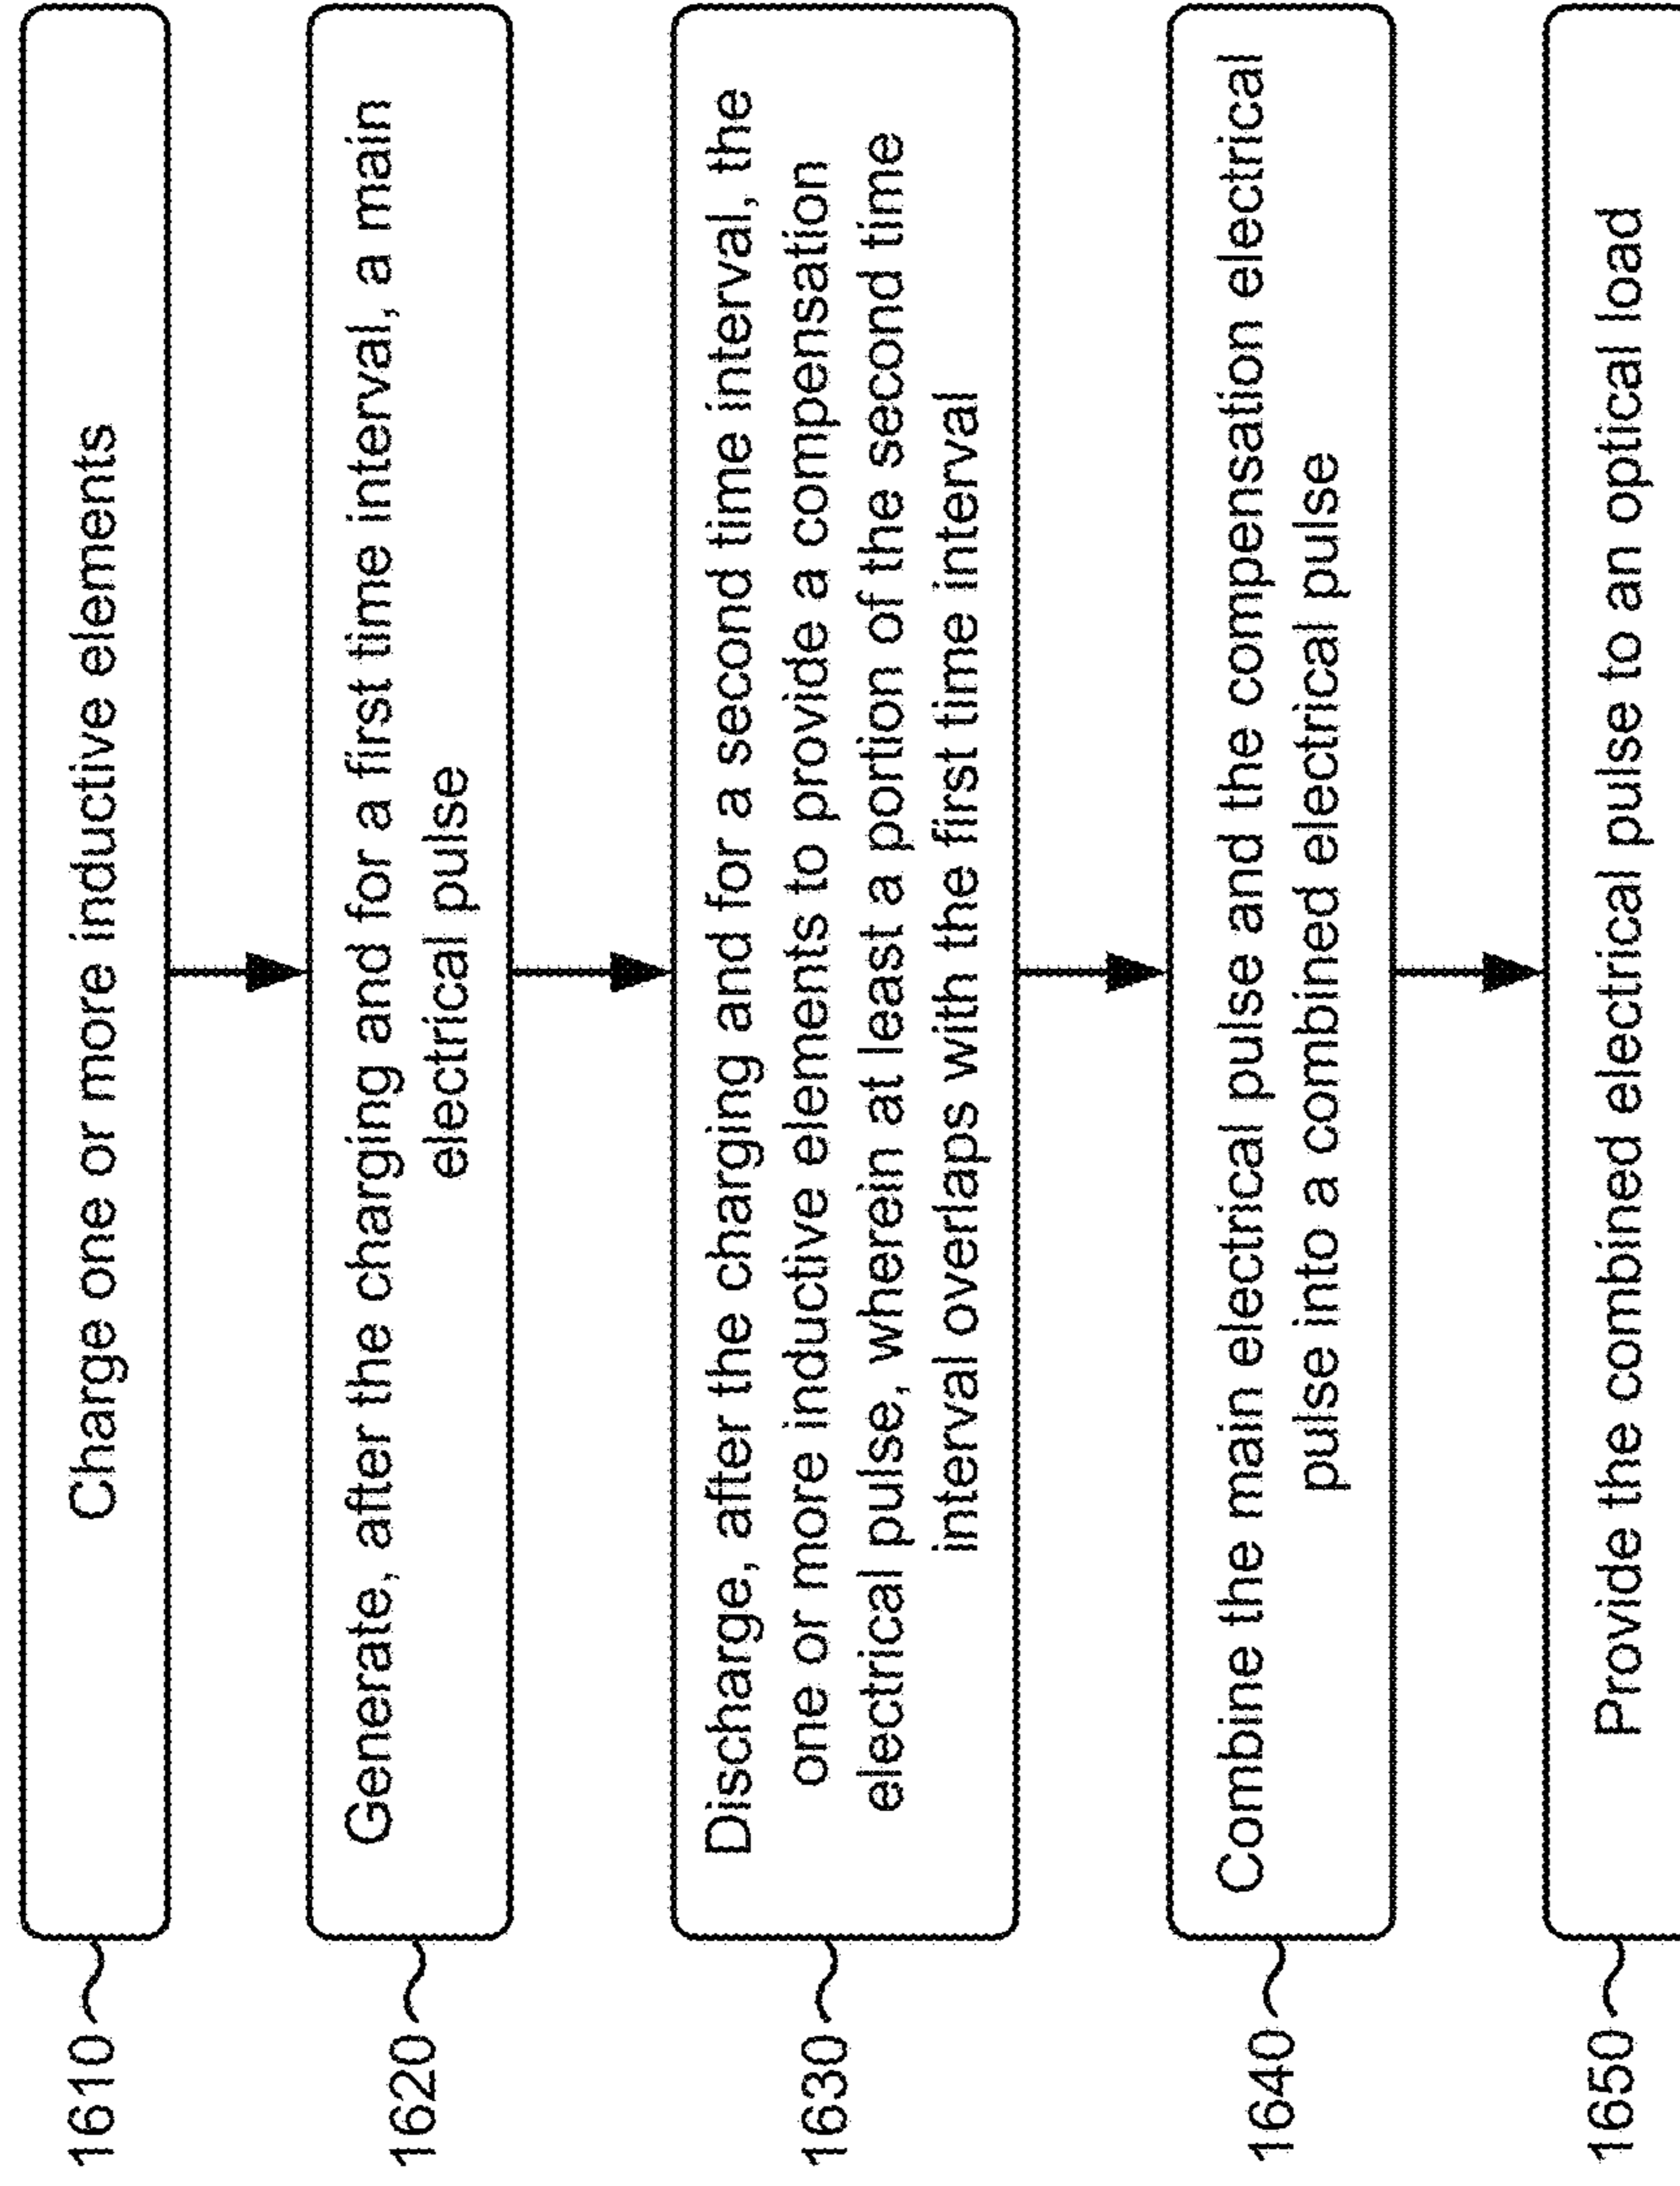 1610
Charge one or more inductive elements
1620
Generate, after the charging and for a first time interval, a main
electrical pulse
1630
Discharge, after the charging and for a second time interval, the
one or more inductive elements to provide a compensation
electrical pulse, wherein at least a portion of the second time
interval overlaps with the first time interval
1640
Combine the main electrical pulse and the compensation electrical
pulse into a combined electrical pulse
1650
Provide the combined electrical pulse to an optical load